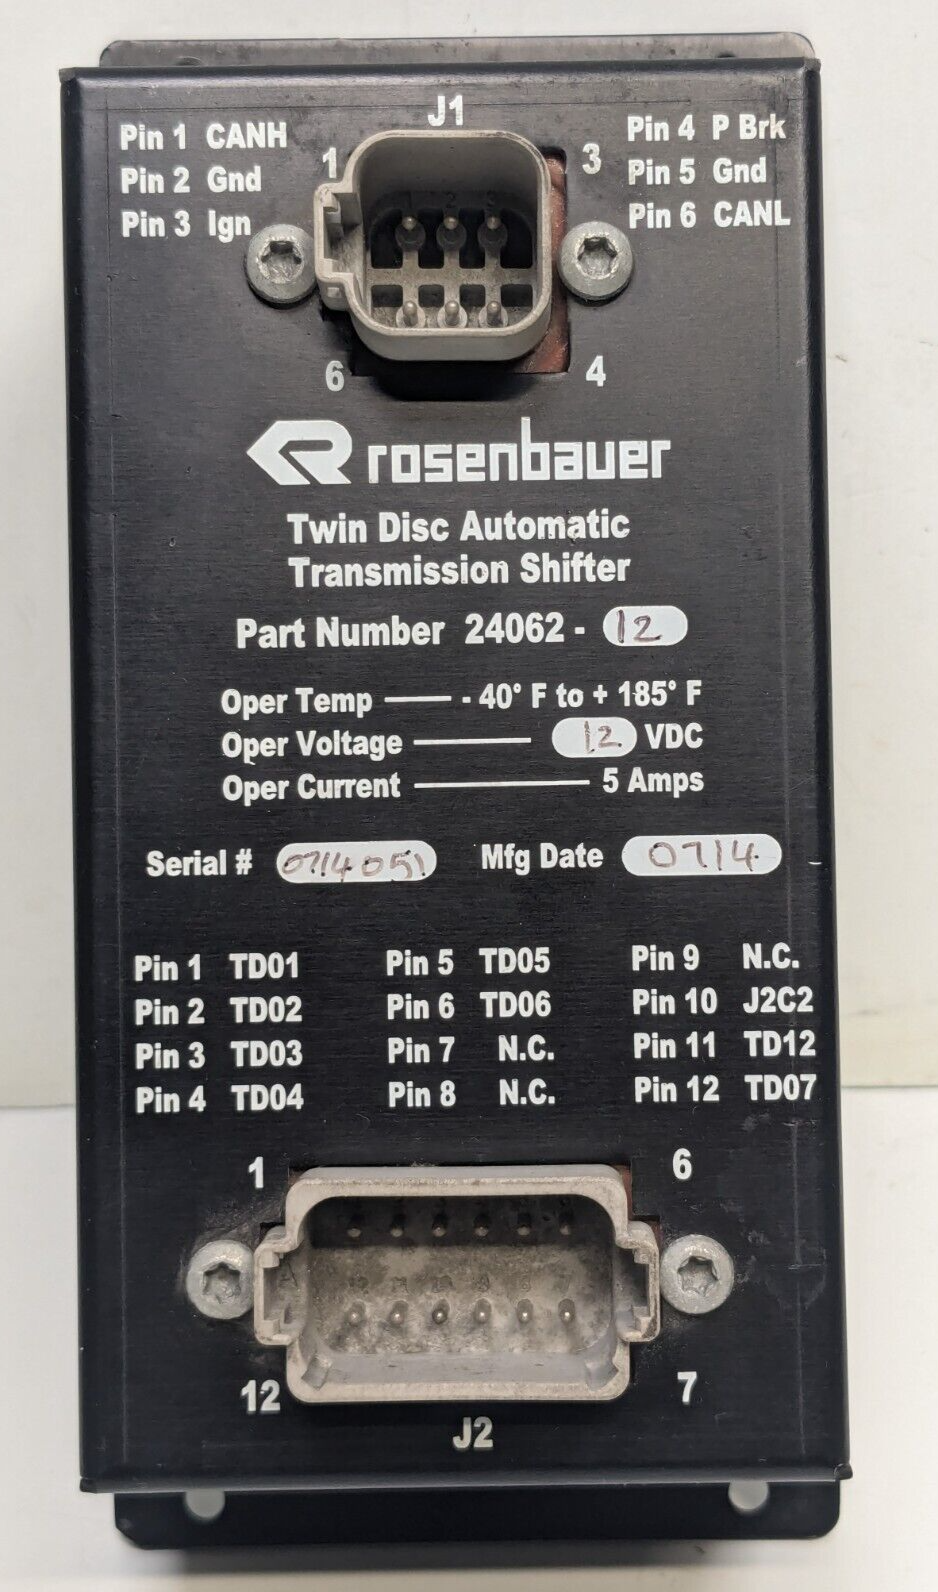 J1
Pin 1 CANH
Pin 2 Gnd
Pin 3 Ign
Pin 4 P Brk
Pin 5 Gnd
Pin 6 CANL
1
3
1 2 3
6
4
R rosenbauer
Twin Disc Automatic
Transmission Shifter
Part Number 24062 - 12
Oper Temp - 40° F to + 185° F
Oper Voltage 12 VDC
Oper Current 5 Amps
Serial # 0714051 Mfg Date 0714
Pin 1 TD01 Pin 5 TD05 Pin 9 N.C.
Pin 2 TD02 Pin 6 TD06 Pin 10 J2C2
Pin 3 TD03 Pin 7 N.C. Pin 11 TD12
Pin 4 TD04 Pin 8 N.C. Pin 12 TD07
1
6
12
7
J2